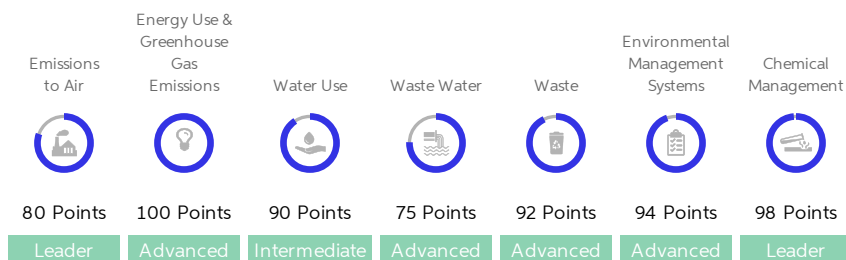 Emissions
to Air
Energy Use &
Greenhouse
Gas
Emissions
Water Use
Waste Water
Waste
Environmental
Management
Systems
Chemical
Management
80 Points
100 Points
90 Points
75 Points
92 Points
94 Points
98 Points
Leader
Advanced
Intermediate
Advanced
Advanced
Advanced
Leader